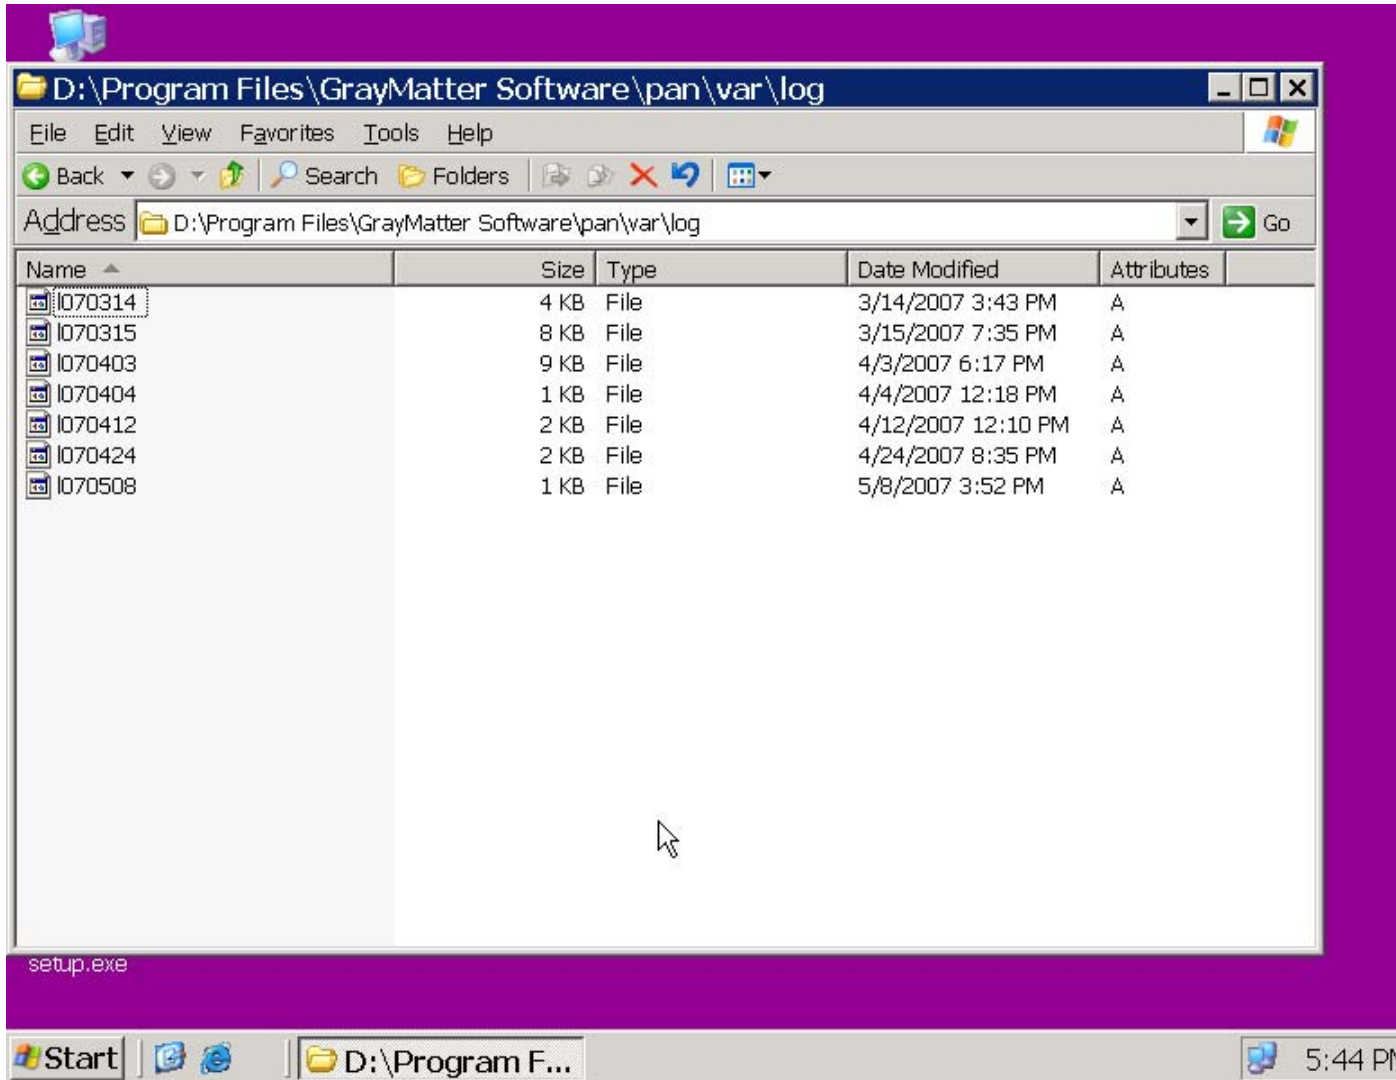 D:\Program Files\GrayMatter Software\pan\var\log
File Edit View Favorites Tools Help
Back Search Folders
Address D:\Program Files\GrayMatter Software\pan\var\log Go
Name Size Type Date Modified Attributes
l070314 4 KB File 3/14/2007 3:43 PM A
l070315 8 KB File 3/15/2007 7:35 PM A
l070403 9 KB File 4/3/2007 6:17 PM A
l070404 1 KB File 4/4/2007 12:18 PM A
l070412 2 KB File 4/12/2007 12:10 PM A
l070424 2 KB File 4/24/2007 8:35 PM A
l070508 1 KB File 5/8/2007 3:52 PM A
setup.exe
Start D:\Program F... 5:44 PM